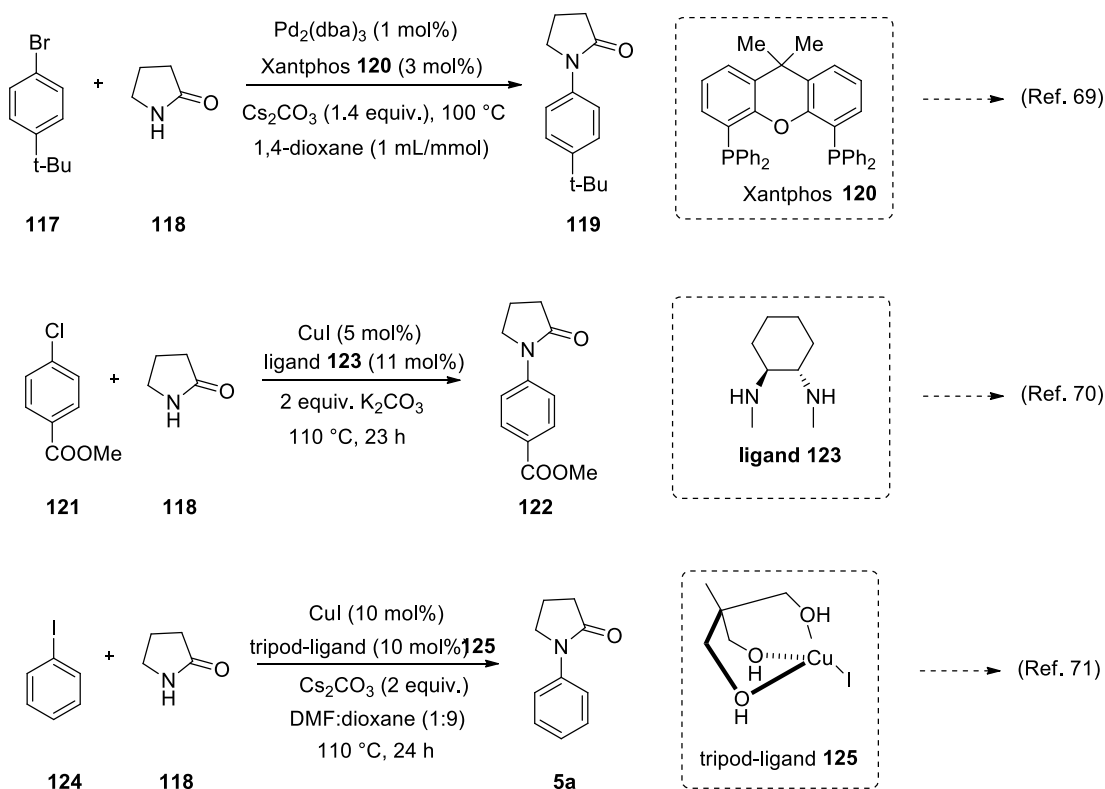 Br
t-Bu
117
+
N
H
O
118
Pd2(dba)3 (1 mol%)
Xantphos 120 (3 mol%)
Cs2CO3 (1.4 equiv.), 100 °C
1,4-dioxane (1 mL/mmol)
N
O
t-Bu
119
Me Me
O
PPh2 PPh2
Xantphos 120
(Ref. 69)
Cl
COOMe
121
+
N
H
O
118
CuI (5 mol%)
ligand 123 (11 mol%)
2 equiv. K2CO3
110 °C, 23 h
N
O
COOMe
122
HN HN
ligand 123
(Ref. 70)
I
124
+
N
H
O
118
CuI (10 mol%)
tripod-ligand (10 mol%) 125
Cs2CO3 (2 equiv.)
DMF:dioxane (1:9)
110 °C, 24 h
N
O
5a
OH
O
H
Cu
I
O
H
tripod-ligand 125
(Ref. 71)